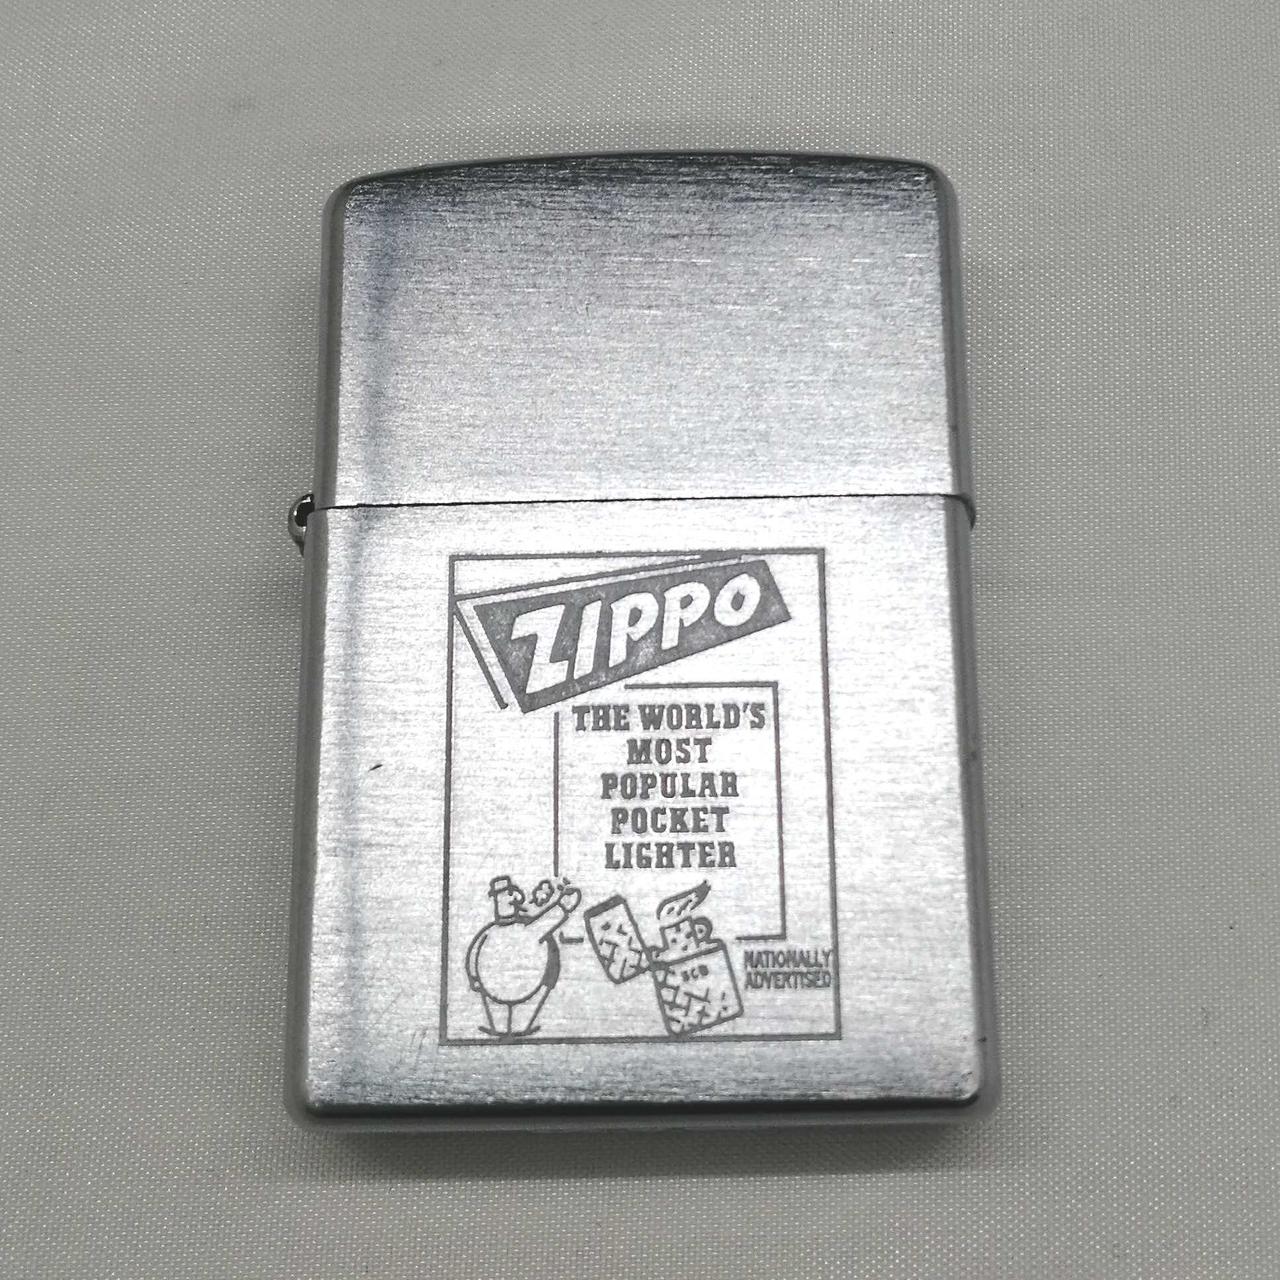 ZIPPO
THE WORLD'S
MOST
POPULAR
POCKET
LIGHTER
NATIONALLY
ADVERTISED